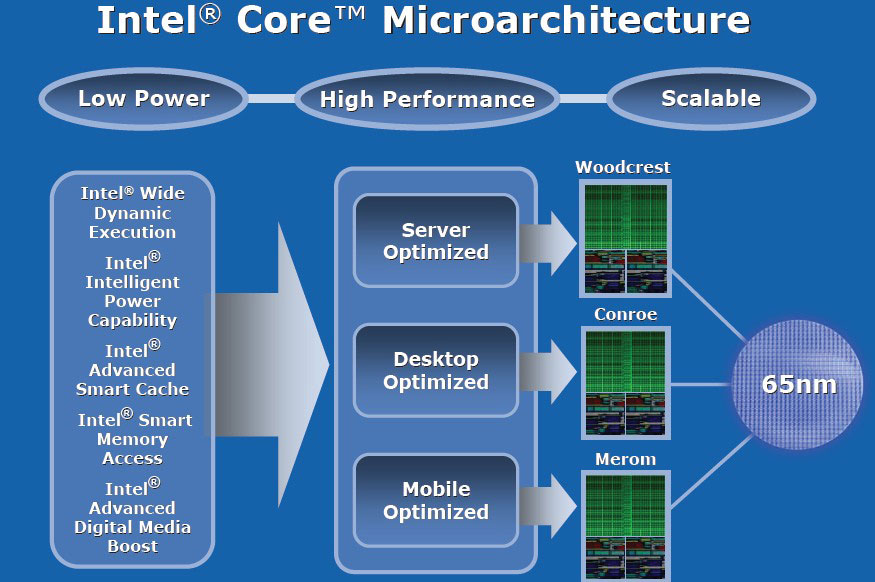 Intel® Core™ Microarchitecture
Low Power
High Performance
Scalable
Intel® Wide
Dynamic
Execution
Intel®
Intelligent
Power
Capability
Intel®
Advanced
Smart Cache
Intel® Smart
Memory
Access
Intel®
Advanced
Digital Media
Boost
Server
Optimized
Desktop
Optimized
Mobile
Optimized
Woodcrest
Conroe
Merom
65nm